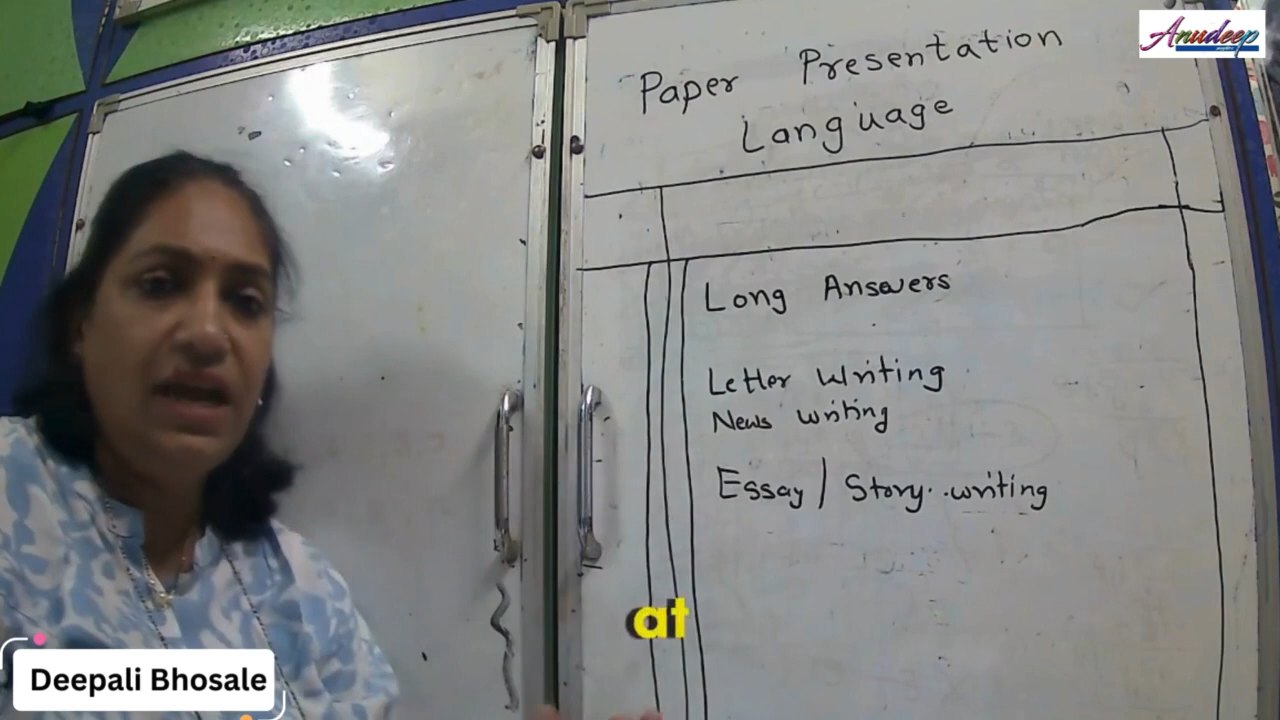 Anudeep
Paper Presentation
Language
Long Answers
Letter Writing
News writing
Essay / Story writing
at
Deepali Bhosale